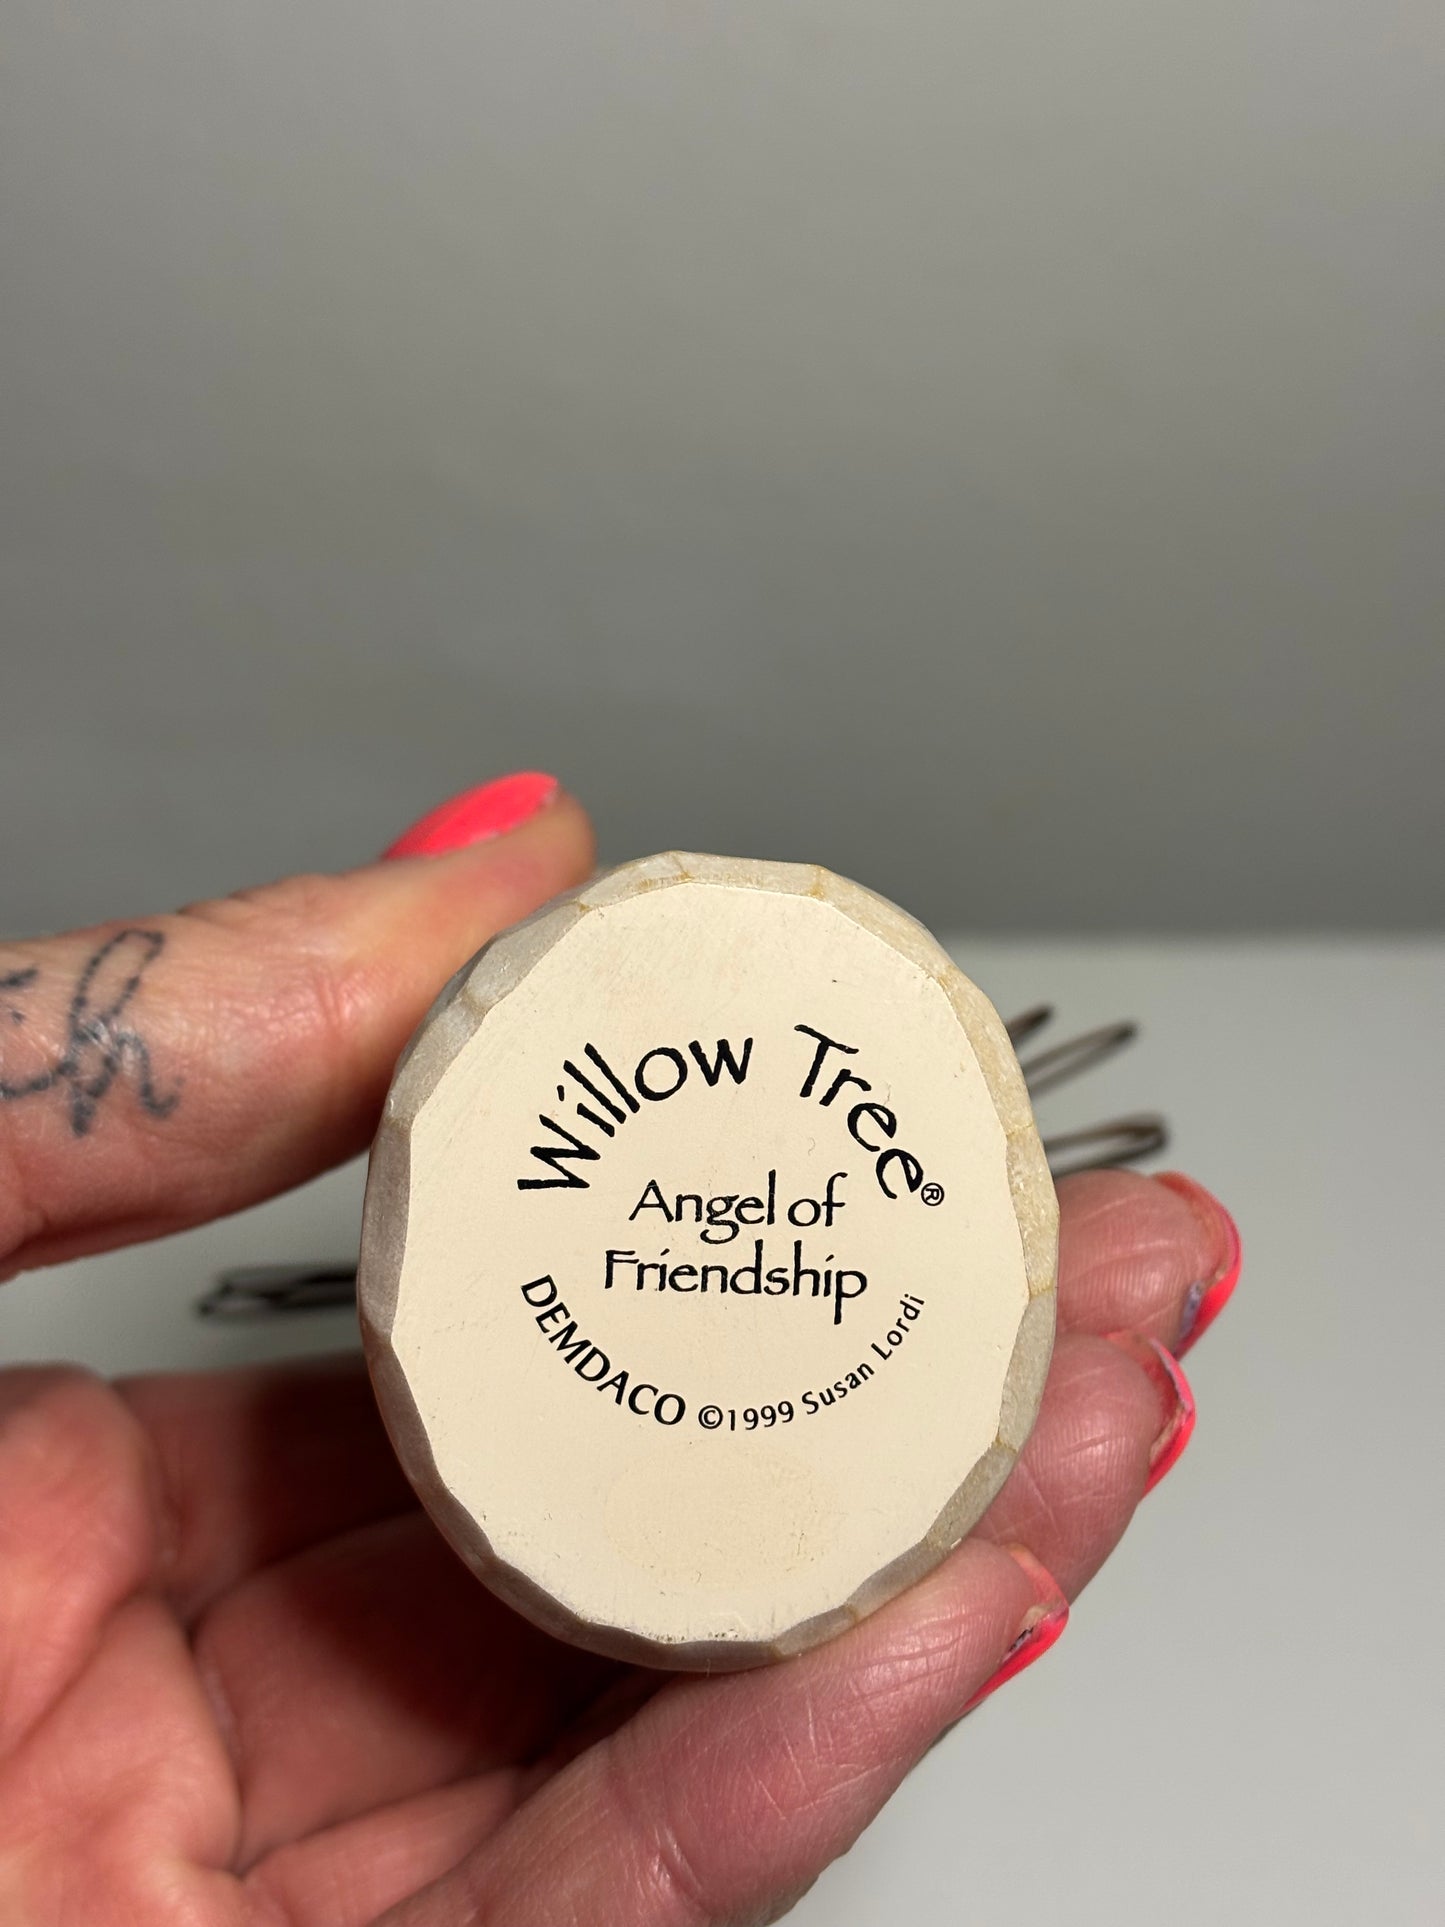 Willow Tree®
Angel of
Friendship
DEMDACO ©1999 Susan Lordi